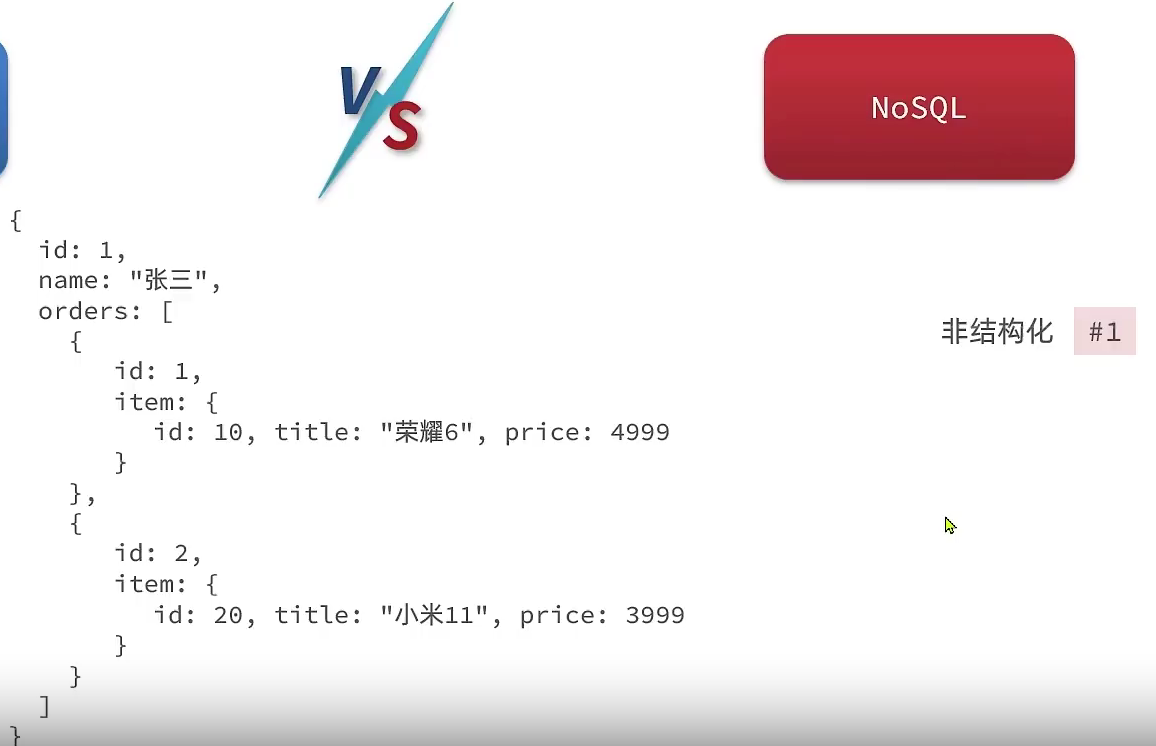 VS
NoSQL
{
id: 1,
name: "张三",
orders: [
非结构化 #1
{
id: 1,
item: {
id: 10, title: "荣耀6", price: 4999
}
},
{
id: 2,
item: {
id: 20, title: "小米11", price: 3999
}
}
]
}